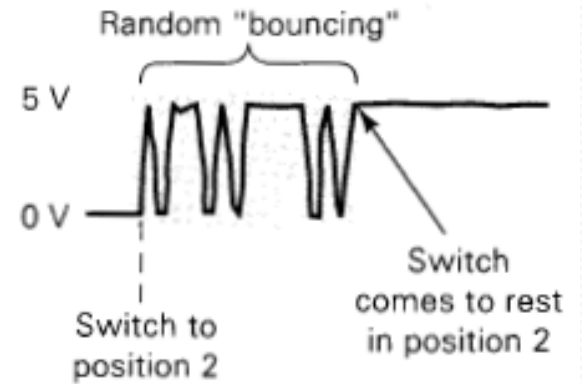 Random "bouncing"
5 V
0 V
Switch to
position 2
Switch
comes to rest
in position 2